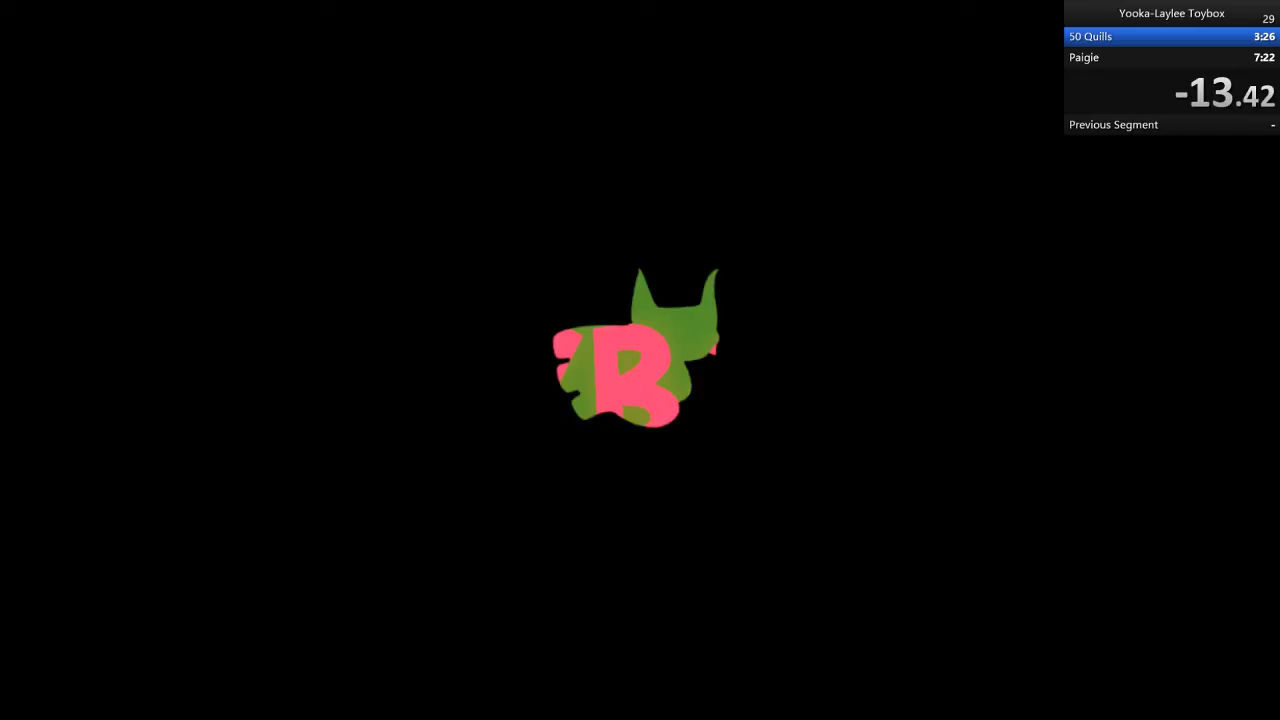 Yooka-Laylee Toybox
29
50 Quills 3:26
Paigie 7:22
-13.42
Previous Segment -
B